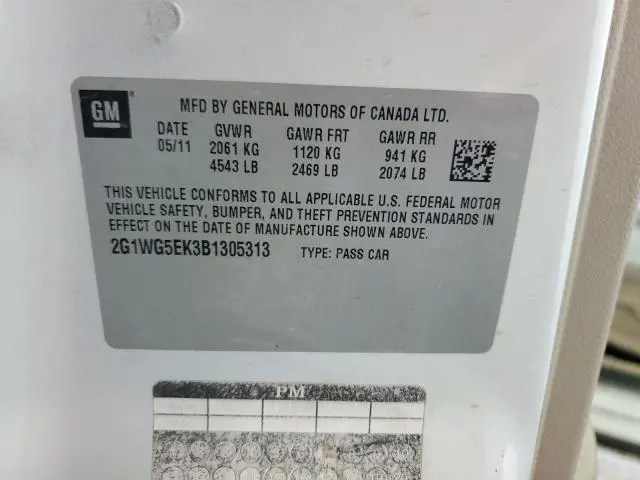 GM
MFD BY GENERAL MOTORS OF CANADA LTD.
DATE GVWR GAWR FRT GAWR RR
05/11 2061 KG 1120 KG 941 KG
4543 LB 2469 LB 2074 LB
THIS VEHICLE CONFORMS TO ALL APPLICABLE U.S. FEDERAL MOTOR
VEHICLE SAFETY, BUMPER, AND THEFT PREVENTION STANDARDS IN
EFFECT ON THE DATE OF MANUFACTURE SHOWN ABOVE.
2G1WG5EK3B1305313 TYPE: PASS CAR
PM